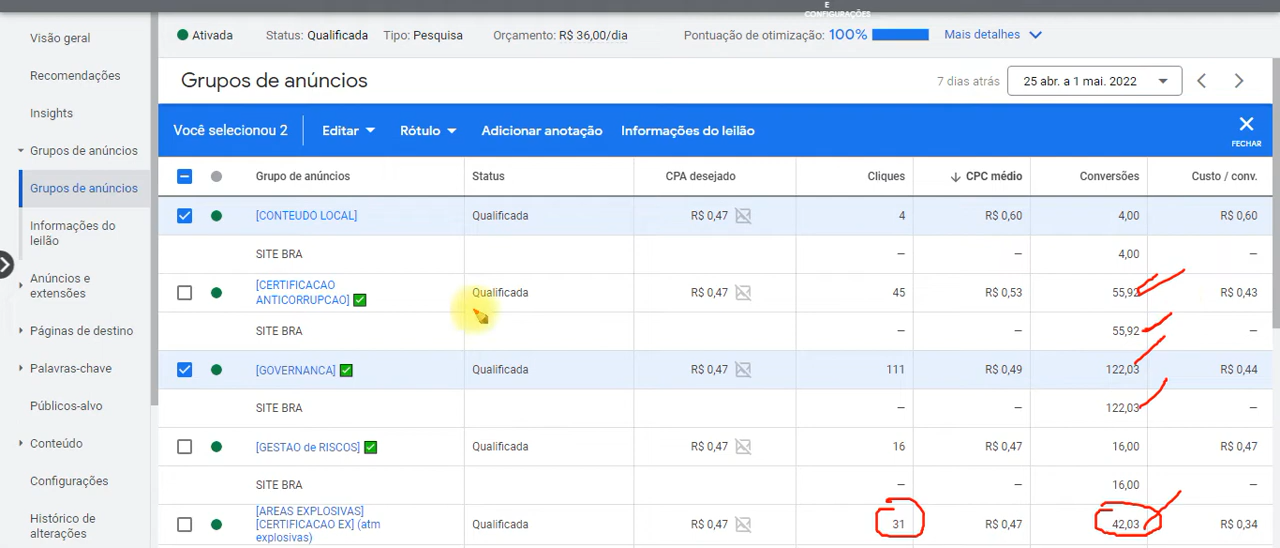 E
CONFIGURAÇÕES
Visão geral
Recomendações
Insights
Grupos de anúncios
Grupos de anúncios
Informações do
leilão
Anúncios e
extensões
Páginas de destino
Palavras-chave
Públicos-alvo
Conteúdo
Configurações
Histórico de
alterações
Ativada Status: Qualificada Tipo: Pesquisa Orçamento: R$ 36,00/dia Pontuação de otimização: 100% Mais detalhes
Grupos de anúncios 7 dias atrás 25 abr. a 1 mai. 2022
Você selecionou 2 Editar Rótulo Adicionar anotação Informações do leilão FECHAR
Grupo de anúncios Status CPA desejado Cliques CPC médio Conversões Custo / conv.
[CONTEUDO LOCAL] Qualificada R$ 0,47 4 R$ 0,60 4,00 R$ 0,60
SITE BRA — — 4,00 —
[CERTIFICACAO
ANTICORRUPCAO] Qualificada R$ 0,47 45 R$ 0,53 55,92 R$ 0,43
SITE BRA — — 55,92 —
[GOVERNANCA] Qualificada R$ 0,47 111 R$ 0,49 122,03 R$ 0,44
SITE BRA — — 122,03 —
[GESTAO de RISCOS] Qualificada R$ 0,47 16 R$ 0,47 16,00 R$ 0,47
SITE BRA — — 16,00 —
[AREAS EXPLOSIVAS]
[CERTIFICACAO EX] (atm Qualificada R$ 0,47 31 R$ 0,47 42,03 R$ 0,34
explosivas)